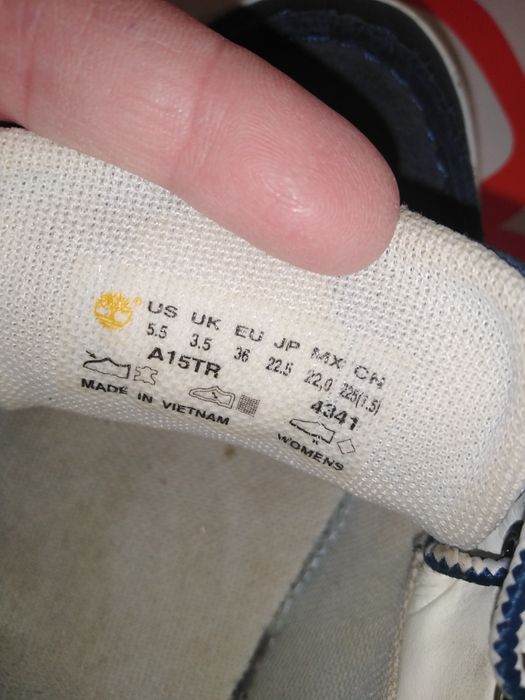 ® US UK EU JP MX CN
5.5 3.5 36 22.5 22,0 225(1.5)
A15TR 4341
MADE IN VIETNAM WOMENS